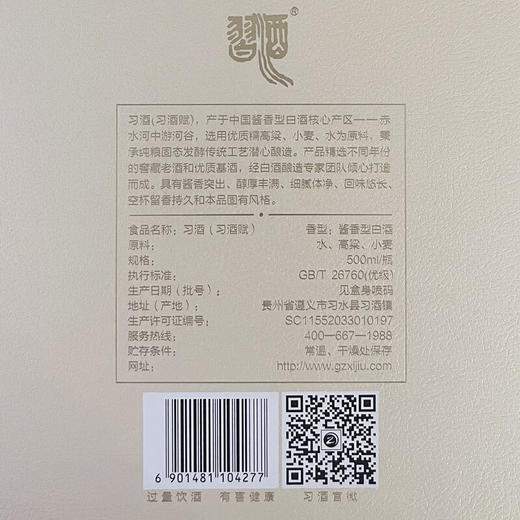 習酒®
习酒(习酒赋)，产于中国酱香型白酒核心产区——赤
水河中游河谷，选用优质糯高粱、小麦、水为原料，秉
承纯粮固态发酵传统工艺潜心酿造。产品精选不同年份
的窖藏老酒和优质基酒，经白酒酿造专家团队倾心打造
而成。具有酱香突出、醇厚丰满、细腻体净、回味悠长、
空杯留香持久和本品固有风格。
食品名称：习酒（习酒赋） 香型：酱香型白酒
原料： 水、高粱、小麦
规格： 500ml/瓶
执行标准： GB/T 26760(优级)
生产日期（批号）： 见盒身喷码
地址（产地）： 贵州省遵义市习水县习酒镇
生产许可证编号： SC11552033010197
服务热线： 400-667-1988
贮存条件： 常温、干燥处保存
网址： http://www.gzxijiu.com
6 901481 104277
过量饮酒 有害健康 习酒官微